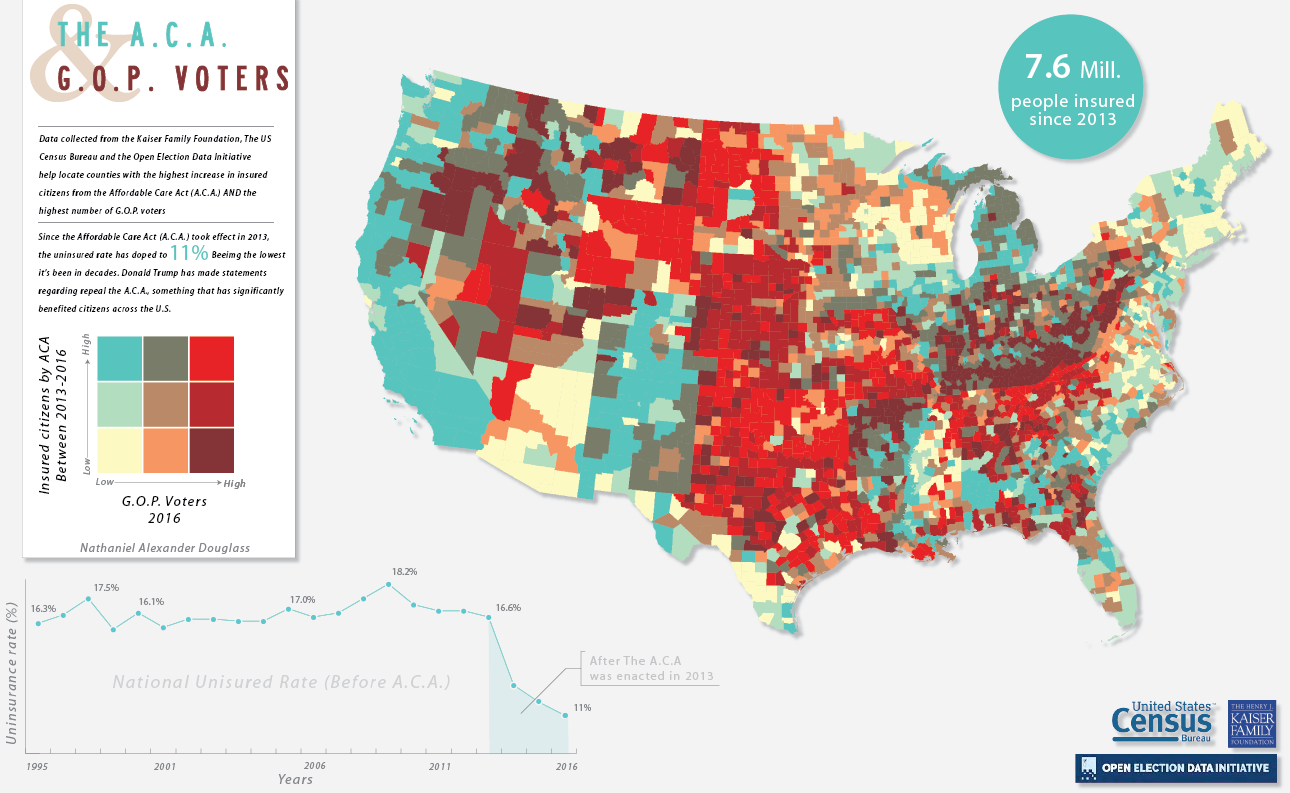 &
THE A.C.A.
G.O.P. VOTERS
Data collected from the Kaiser Family Foundation, The US
Census Bureau and the Open Election Data Initiative
help locate counties with the highest increase in insured
citizens from the Affordable Care Act (A.C.A.) AND the
highest number of G.O.P. voters
Since the Affordable Care Act (A.C.A.) took effect in 2013,
the uninsured rate has doped to 11% Beeing the lowest
it's been in decades. Donald Trump has made statements
regarding repeal the A.C.A., something that has significantly
benefited citizens across the U.S.
Insured citizens by ACA
Between 2013-2016
High
Low
Low
High
G.O.P. Voters
2016
Nathaniel Alexander Douglass
7.6 Mill.
people insured
since 2013
Uninsurance rate (%)
16.3%
17.5%
16.1%
17.0%
18.2%
16.6%
11%
National Unisured Rate (Before A.C.A.)
After The A.C.A
was enacted in 2013
1995
2001
2006
2011
2016
Years
United States™
Census
Bureau
THE HENRY J.
KAISER
FAMILY
FOUNDATION
OPEN ELECTION DATA INITIATIVE